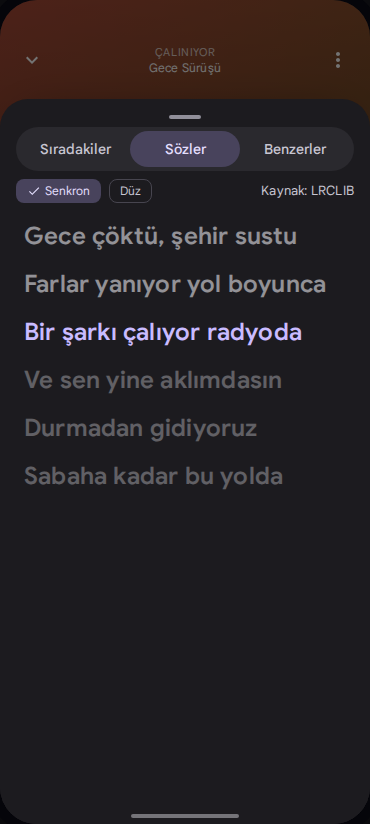 ÇALINIYOR
Gece Sürüşü
Sıradakiler
Sözler
Benzerler
Senkron
Düz
Kaynak: LRCLIB
Gece çöktü, şehir sustu
Farlar yanıyor yol boyunca
Bir şarkı çalıyor radyoda
Ve sen yine aklımdasın
Durmadan gidiyoruz
Sabaha kadar bu yolda